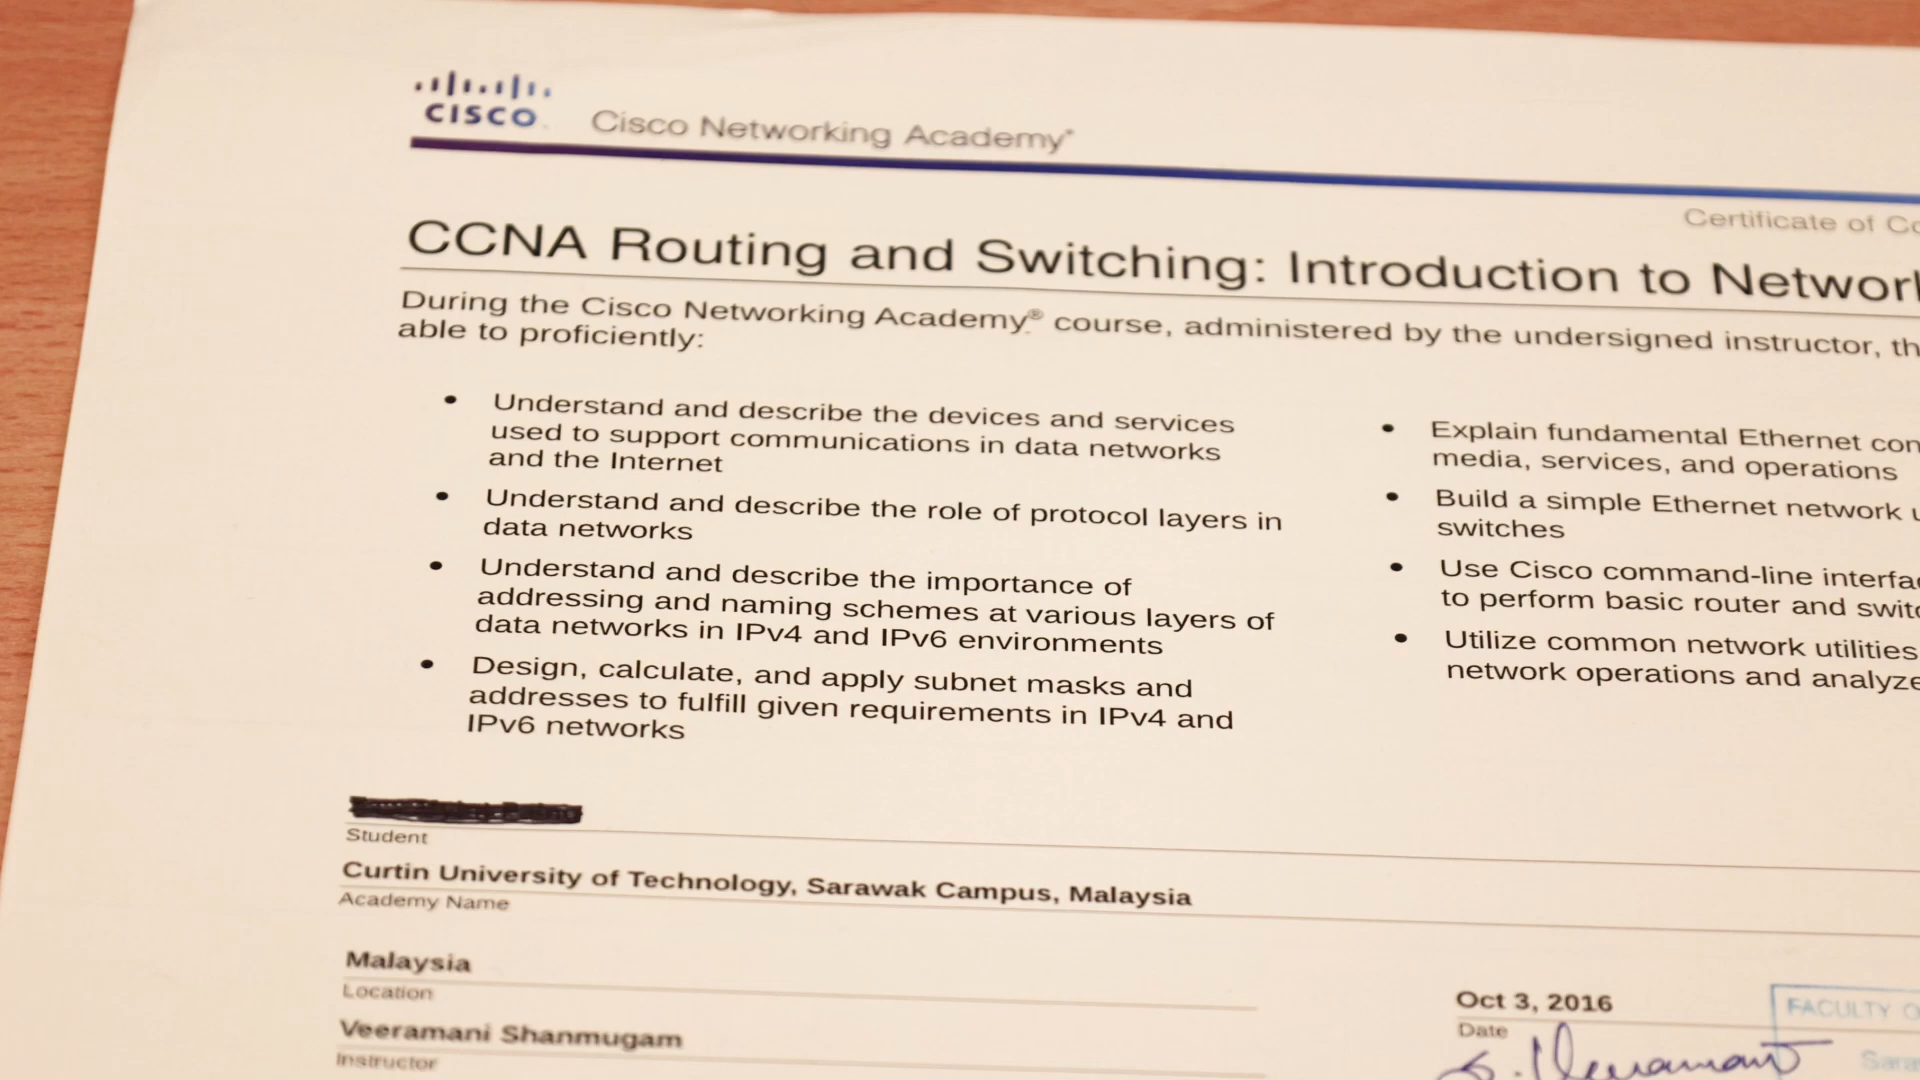 CISCO
Cisco Networking Academy®
Certificate of
CCNA Routing and Switching: Introduction to
During the Cisco Networking Academy® course, administered by the undersigned instructor,
able to proficiently:
• Understand and describe the devices and services
used to support communications in data networks
and the Internet
• Understand and describe the role of protocol layers in
data networks
• Understand and describe the importance of
addressing and naming schemes at various layers of
data networks in IPv4 and IPv6 environments
• Design, calculate, and apply subnet masks and
addresses to fulfill given requirements in IPv4 and
IPv6 networks
• Explain fundamental Ethernet
media, services, and operations
• Build a simple Ethernet network
switches
• Use Cisco command-line
to perform basic router and
• Utilize common network utilities
network operations and
Student
Curtin University of Technology, Sarawak Campus, Malaysia
Academy Name
Malaysia
Location
Veeramani Shanmugam
Instructor
Oct 3, 2016
Date
FACULTY